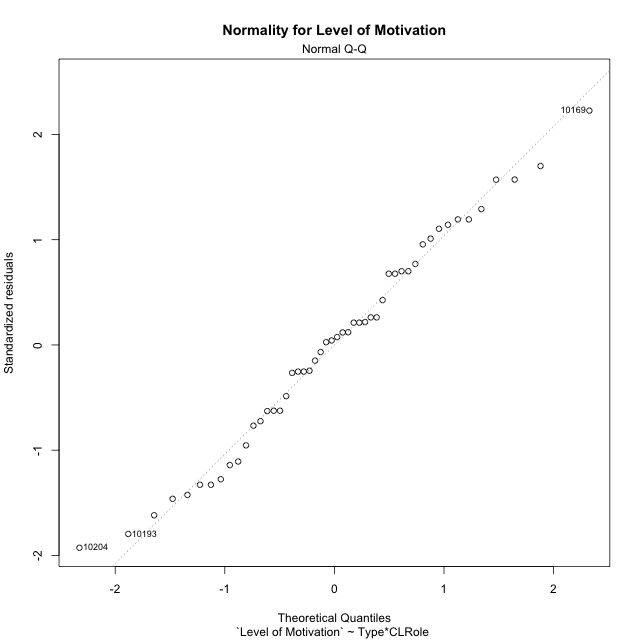 Normality for Level of Motivation
Normal Q-Q
10169
2
1
0
-1
-2
Standardized residuals
10193
10204
-2
-1
0
1
2
Theoretical Quantiles
`Level of Motivation` ~ Type*CLRole